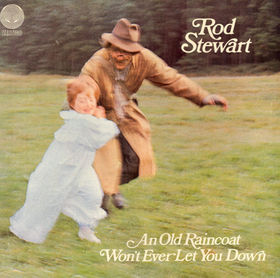 Rod
Stewart
An Old Raincoat
Won't Ever Let You Down